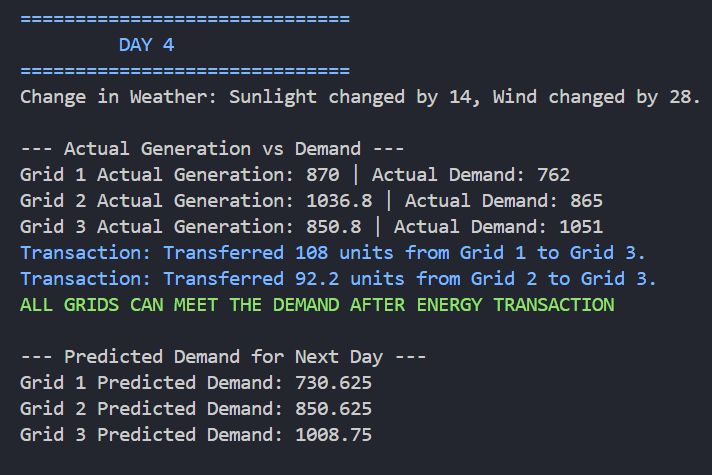 ==============================
DAY 4
==============================
Change in Weather: Sunlight changed by 14, Wind changed by 28.
--- Actual Generation vs Demand ---
Grid 1 Actual Generation: 870 | Actual Demand: 762
Grid 2 Actual Generation: 1036.8 | Actual Demand: 865
Grid 3 Actual Generation: 850.8 | Actual Demand: 1051
Transaction: Transferred 108 units from Grid 1 to Grid 3.
Transaction: Transferred 92.2 units from Grid 2 to Grid 3.
ALL GRIDS CAN MEET THE DEMAND AFTER ENERGY TRANSACTION
--- Predicted Demand for Next Day ---
Grid 1 Predicted Demand: 730.625
Grid 2 Predicted Demand: 850.625
Grid 3 Predicted Demand: 1008.75